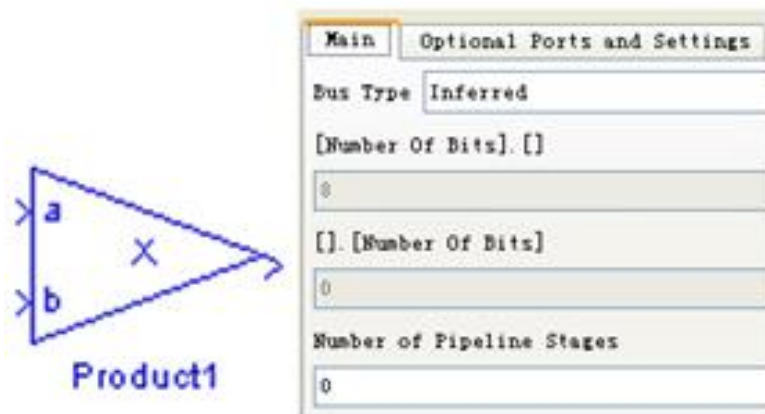 a
b
Product1
Main
Optional Ports and Settings
Bus Type Inferred
[Number Of Bits].[]
8
[].[Number Of Bits]
0
Number of Pipeline Stages
0